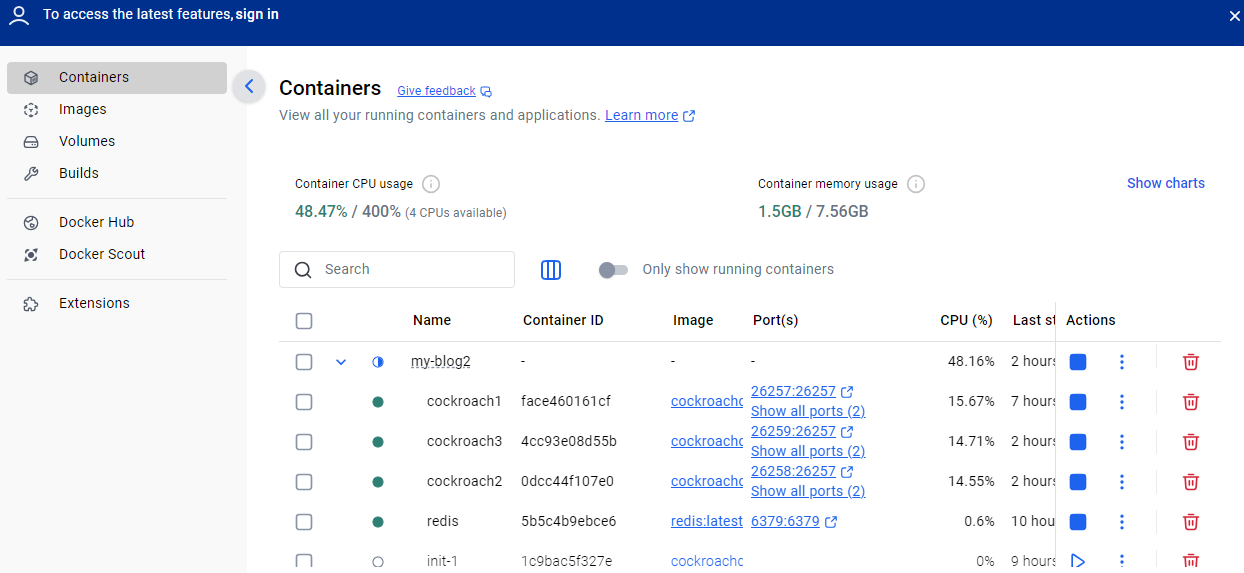 To access the latest features, sign in
Containers
Images
Volumes
Builds
Docker Hub
Docker Scout
Extensions
Containers Give feedback
View all your running containers and applications. Learn more
Container CPU usage
48.47% / 400% (4 CPUs available)
Container memory usage
1.5GB / 7.56GB
Show charts
Search
Only show running containers
Name Container ID Image Port(s) CPU (%) Last st Actions
my-blog2 - - - 48.16% 2 hours
cockroach1 face460161cf cockroachc 26257:26257 15.67% 7 hours
Show all ports (2)
cockroach3 4cc93e08d55b cockroachc 26259:26257 14.71% 2 hours
Show all ports (2)
cockroach2 0dcc44f107e0 cockroachc 26258:26257 14.55% 2 hours
Show all ports (2)
redis 5b5c4b9ebce6 redis:latest 6379:6379 0.6% 10 hou
init-1 1c9bac5f327e cockroachc 0% 9 hours